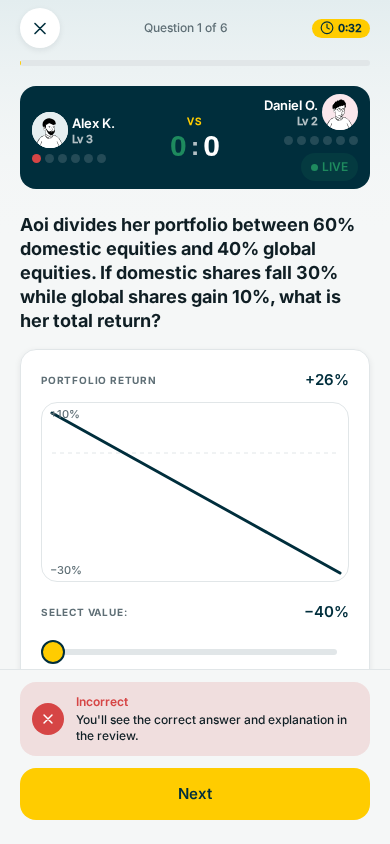 Question 1 of 6
0:32
Alex K.
Lv 3
VS
0 : 0
Daniel O.
Lv 2
LIVE
Aoi divides her portfolio between 60%
domestic equities and 40% global
equities. If domestic shares fall 30%
while global shares gain 10%, what is
her total return?
PORTFOLIO RETURN
+26%
+10%
−30%
SELECT VALUE:
−40%
Incorrect
You'll see the correct answer and explanation in
the review.
Next